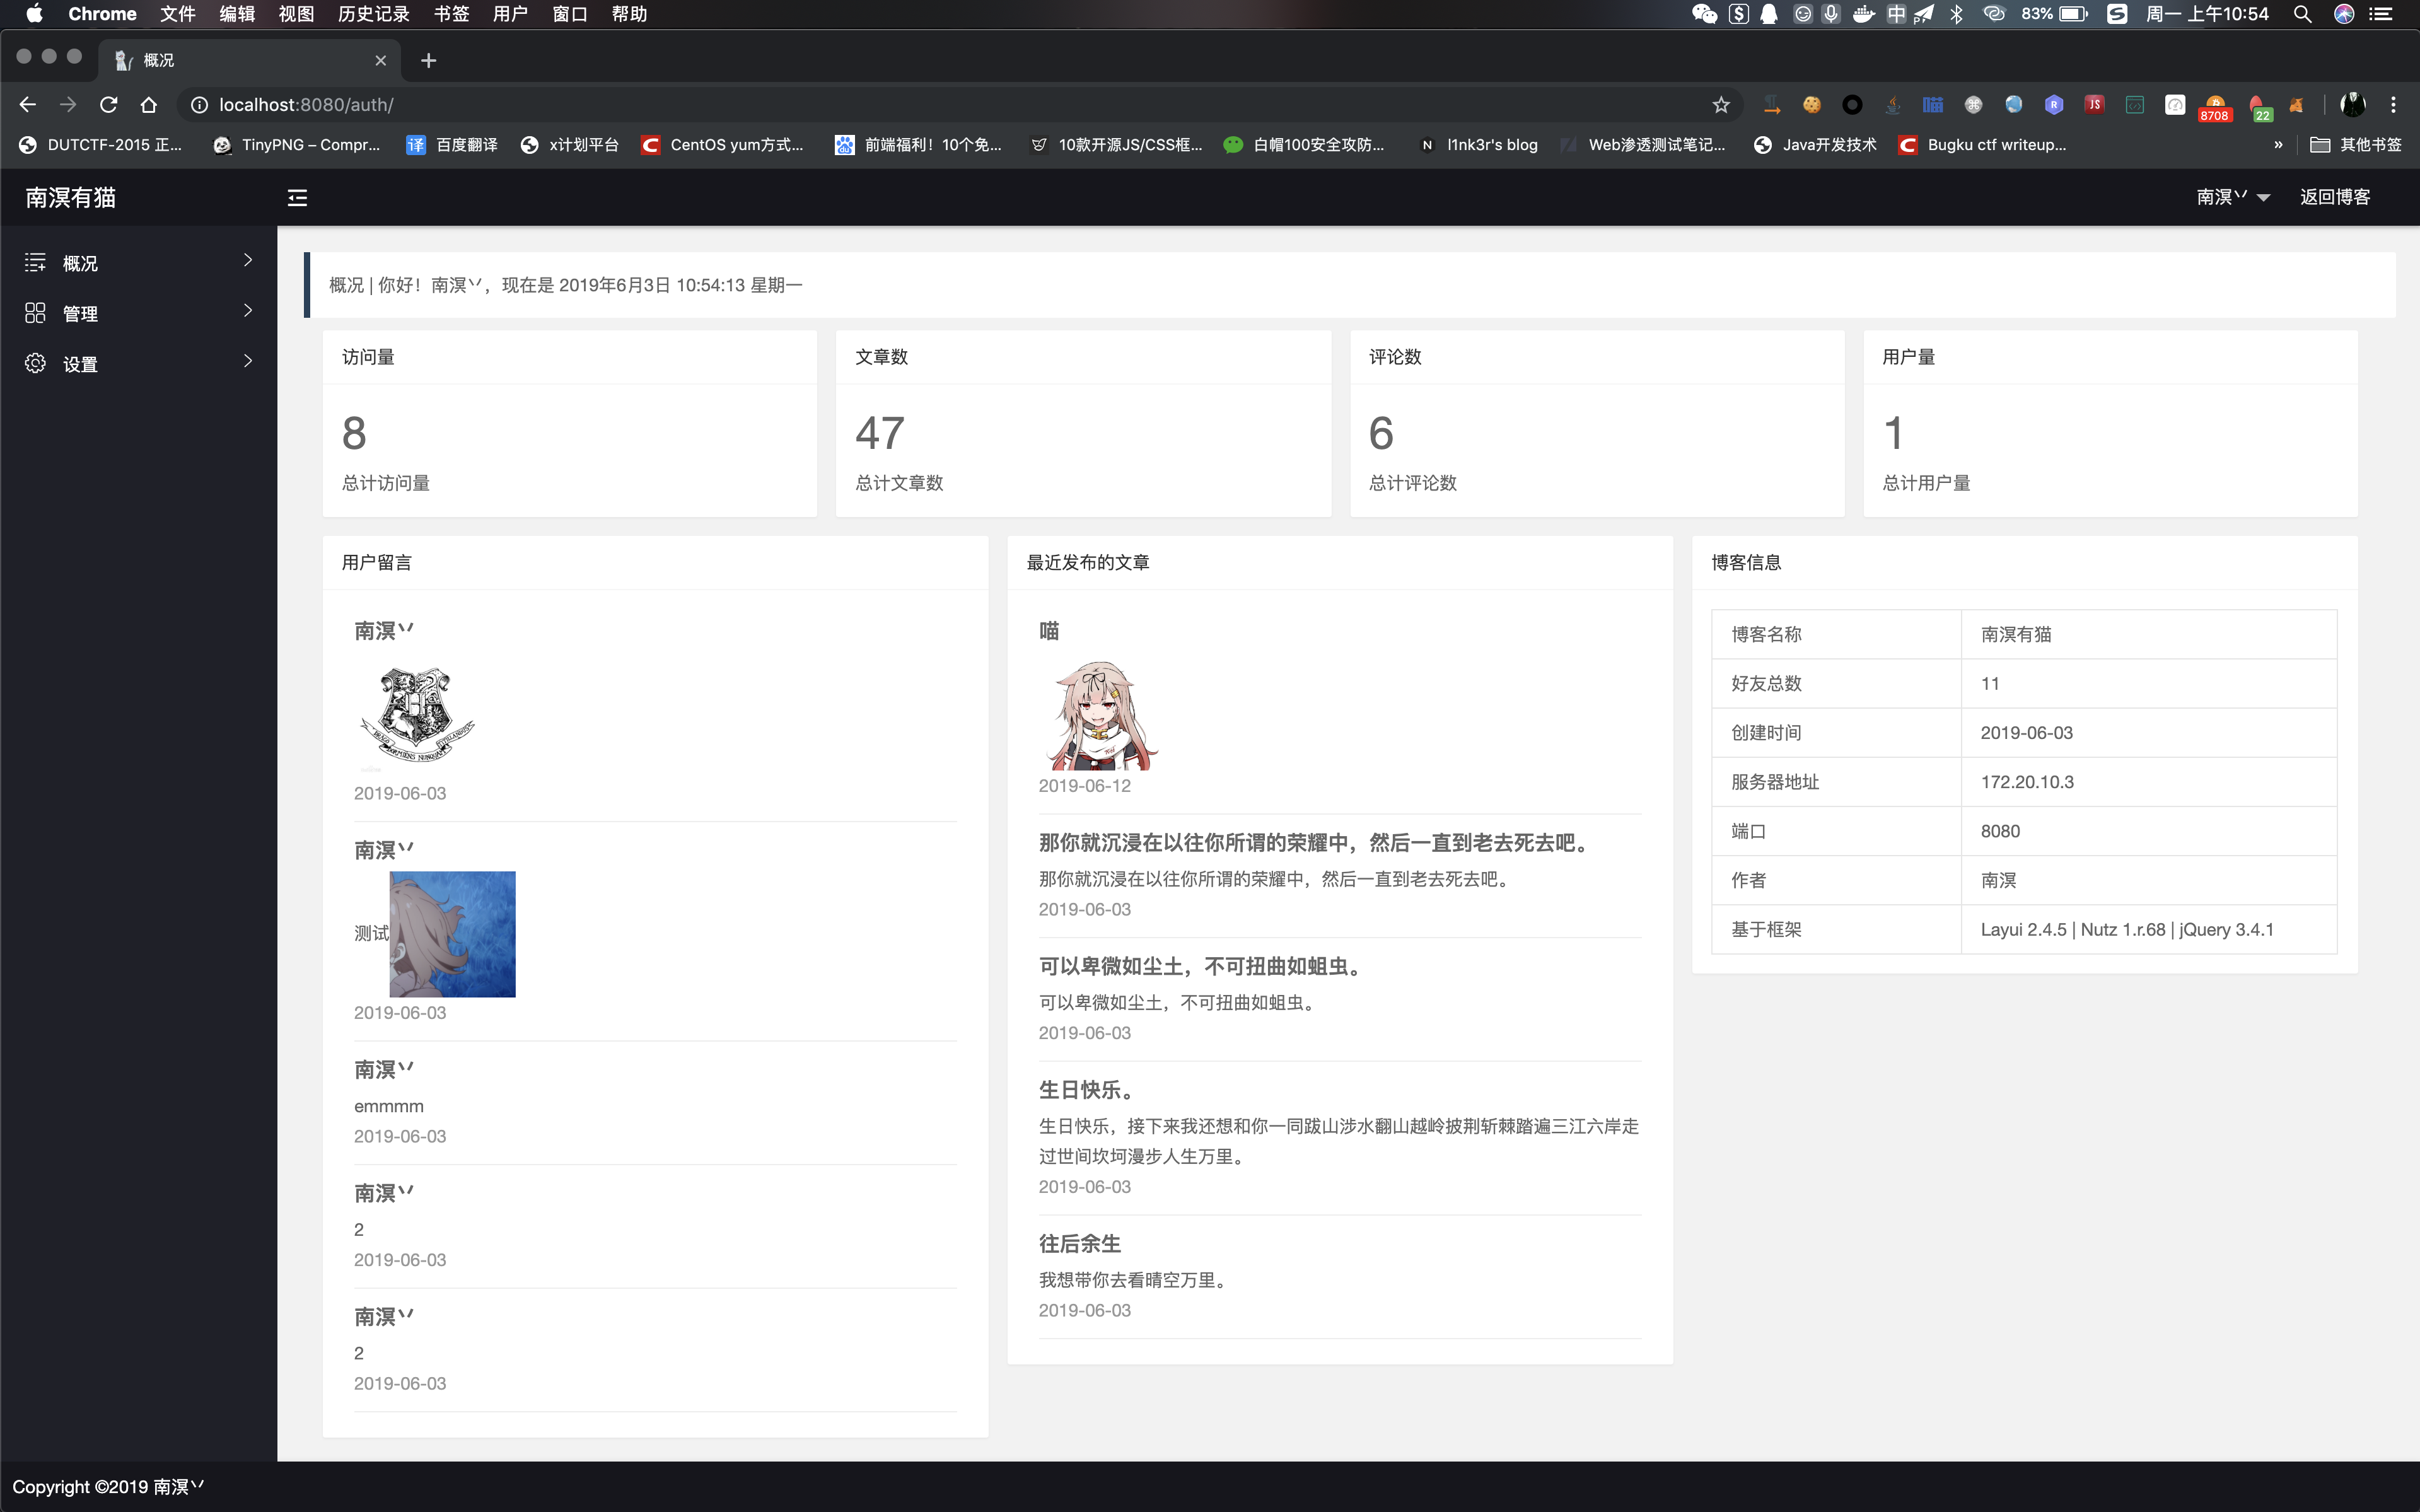 Chrome 文件 编辑 视图 历史记录 书签 用户 窗口 帮助
83% 周一 上午10:54
概况
localhost:8080/auth/
8708
22
DUTCTF-2015 正...
TinyPNG – Compr...
百度翻译
x计划平台
CentOS yum方式...
前端福利！10个免...
10款开源JS/CSS框...
白帽100安全攻防...
l1nk3r's blog
Web渗透测试笔记...
Java开发技术
Bugku ctf writeup...
»
其他书签
南溟有猫
南溟丷
返回博客
概况
管理
设置
概况 | 你好！南溟丷，现在是 2019年6月3日 10:54:13 星期一
访问量
8
总计访问量
文章数
47
总计文章数
评论数
6
总计评论数
用户量
1
总计用户量
用户留言
南溟丷
2019-06-03
南溟丷
测试
2019-06-03
南溟丷
emmmm
2019-06-03
南溟丷
2
2019-06-03
南溟丷
2
2019-06-03
最近发布的文章
喵
2019-06-12
那你就沉浸在以往你所谓的荣耀中，然后一直到老去死去吧。
那你就沉浸在以往你所谓的荣耀中，然后一直到老去死去吧。
2019-06-03
可以卑微如尘土，不可扭曲如蛆虫。
可以卑微如尘土，不可扭曲如蛆虫。
2019-06-03
生日快乐。
生日快乐，接下来我还想和你一同跋山涉水翻山越岭披荆斩棘踏遍三江六岸走
过世间坎坷漫步人生万里。
2019-06-03
往后余生
我想带你去看晴空万里。
2019-06-03
博客信息
博客名称 南溟有猫
好友总数 11
创建时间 2019-06-03
服务器地址 172.20.10.3
端口 8080
作者 南溟
基于框架 Layui 2.4.5 | Nutz 1.r.68 | jQuery 3.4.1
Copyright ©2019 南溟丷